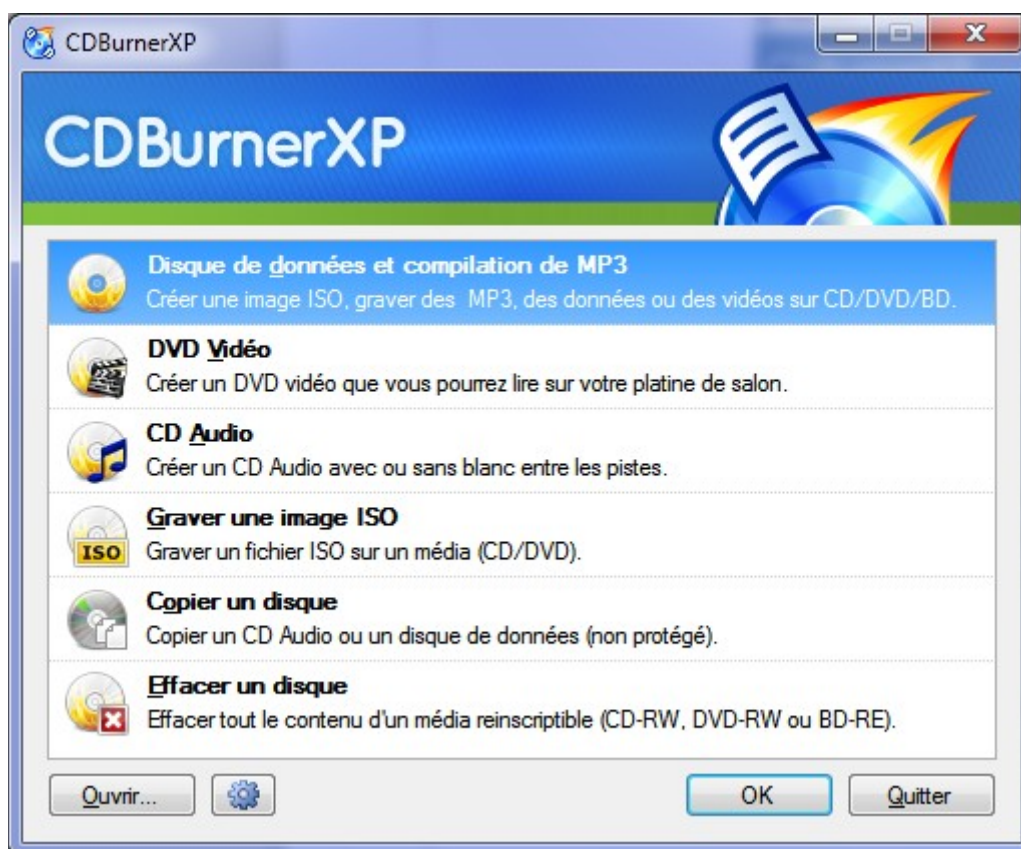 CDBurnerXP
CDBurnerXP
Disque de données et compilation de MP3
Créer une image ISO, graver des  MP3, des données ou des vidéos sur CD/DVD/BD.
DVD Vidéo
Créer un DVD vidéo que vous pourrez lire sur votre platine de salon.
CD Audio
Créer un CD Audio avec ou sans blanc entre les pistes.
Graver une image ISO
ISO
Graver un fichier ISO sur un média (CD/DVD).
Copier un disque
Copier un CD Audio ou un disque de données (non protégé).
Effacer un disque
Effacer tout le contenu d'un média reinscriptible (CD-RW, DVD-RW ou BD-RE).
Ouvrir... OK Quitter